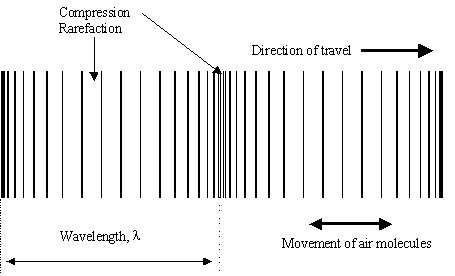 Compression
Rarefaction
Direction of travel
Wavelength, λ
Movement of air molecules